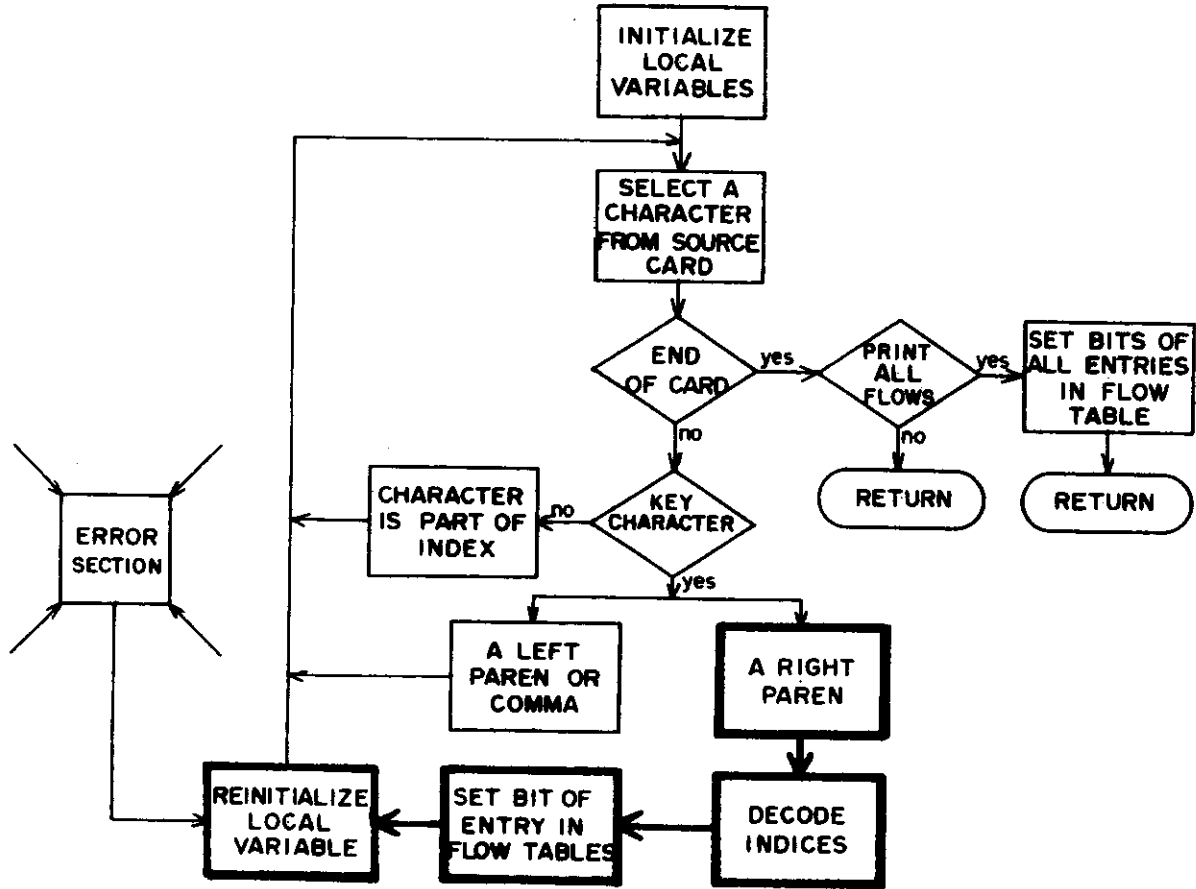 INITIALIZE
LOCAL
VARIABLES
SELECT A
CHARACTER
FROM SOURCE
CARD
END
OF CARD
yes
PRINT
ALL
FLOWS
yes
SET BITS OF
ALL ENTRIES
IN FLOW
TABLE
no
no
RETURN
RETURN
KEY
CHARACTER
no
CHARACTER
IS PART OF
INDEX
ERROR
SECTION
yes
A LEFT
PAREN OR
COMMA
A RIGHT
PAREN
REINITIALIZE
LOCAL
VARIABLE
SET BIT OF
ENTRY IN
FLOW TABLES
DECODE
INDICES